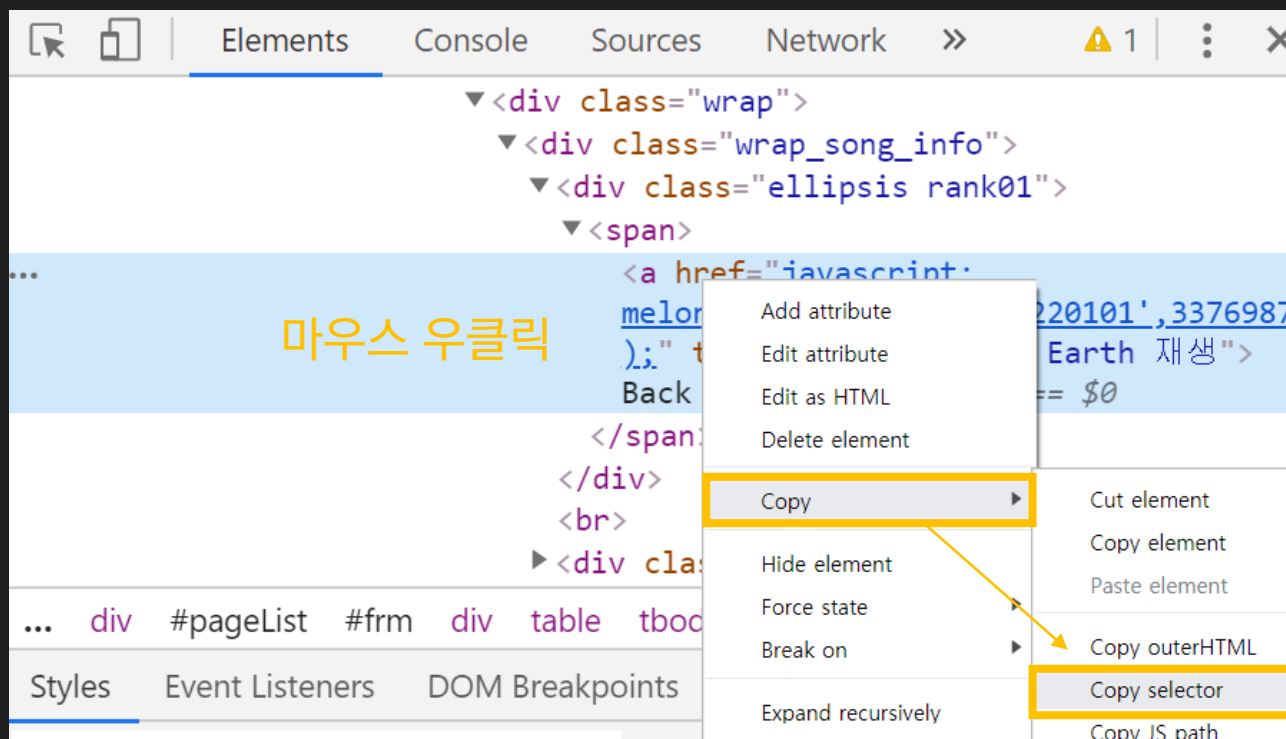 Elements Console Sources Network » 1
▼<div class="wrap">
▼<div class="wrap_song_info">
▼<div class="ellipsis rank01">
▼<span>
... <a href="javascript:
220101',3376987
);" Earth 재생">
Back == $0
마우스 우클릭
</span>
</div>
<br>
▶<div
... div #pageList #frm div table
Styles Event Listeners DOM Breakpoints
Add attribute
Edit attribute
Edit as HTML
Delete element
Copy
Hide element
Force state
Break on
Expand recursively
Cut element
Copy element
Paste element
Copy outerHTML
Copy selector
Copy JS path